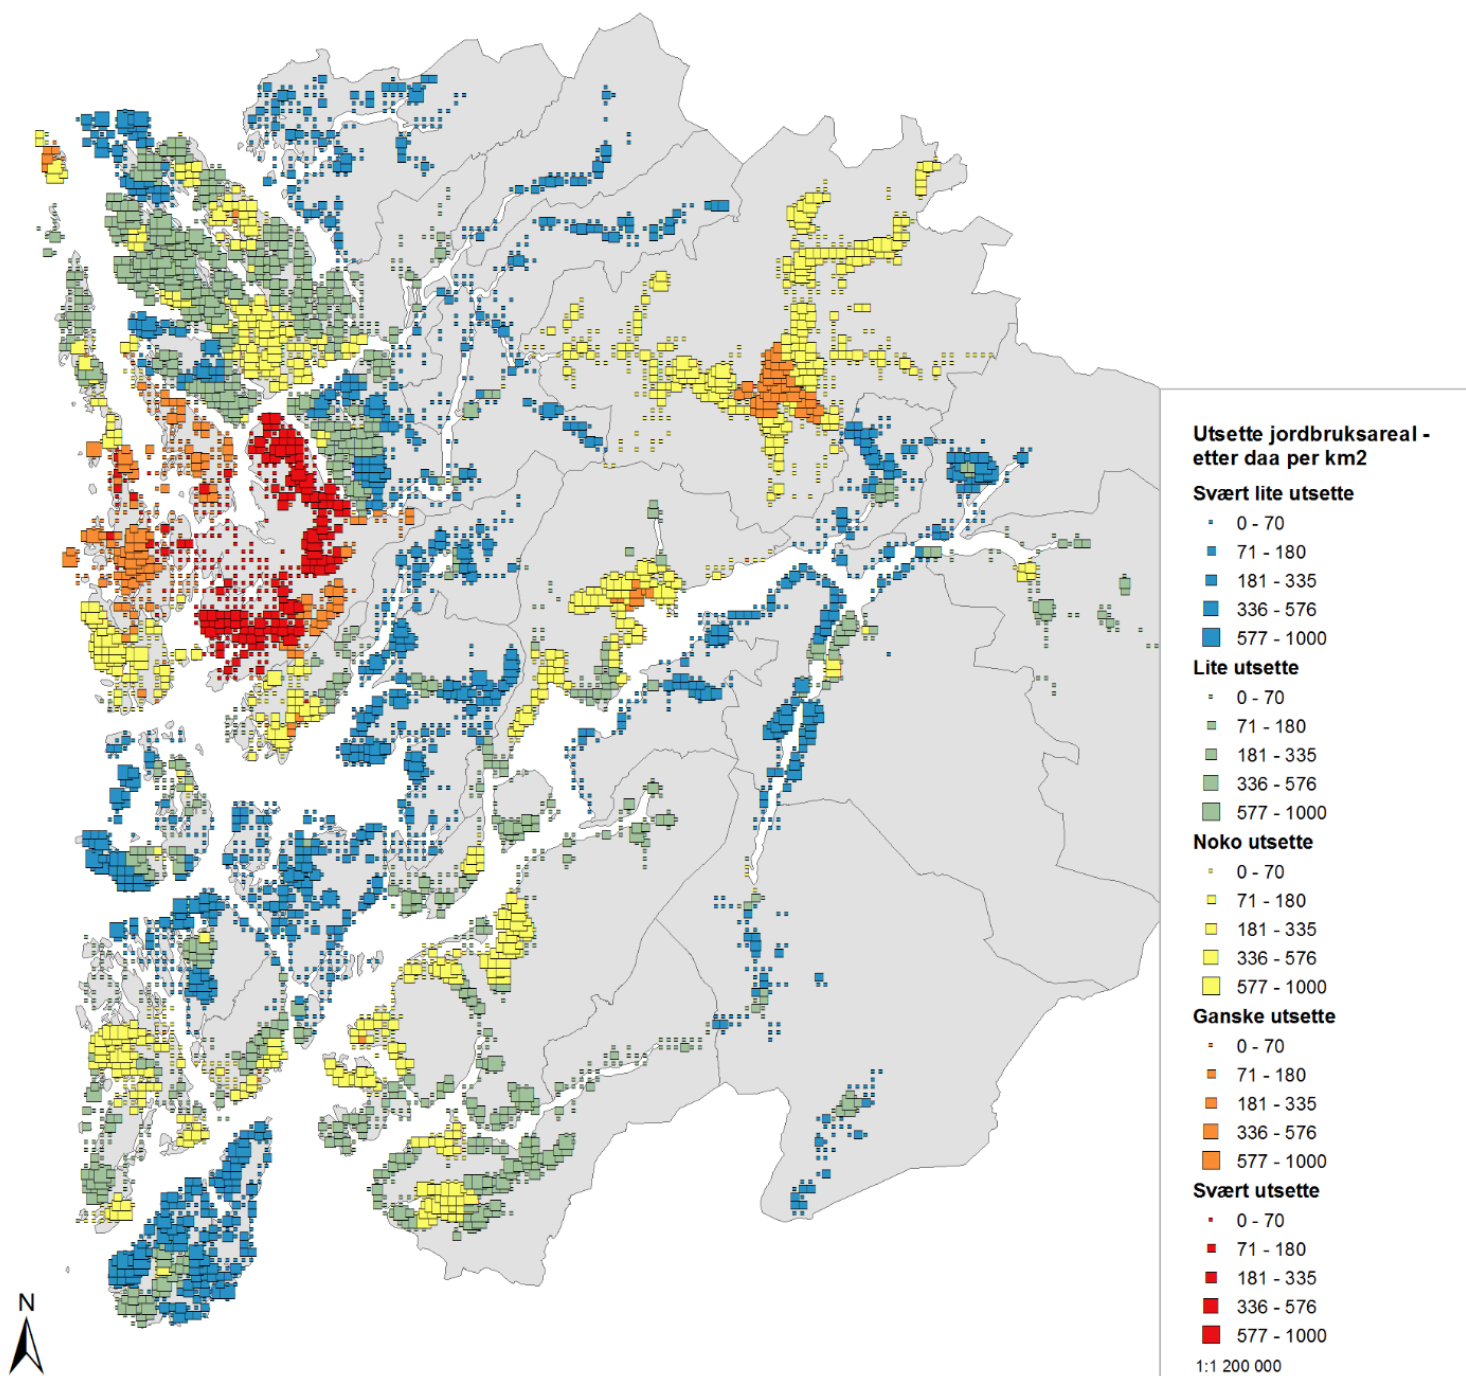 Utsette jordbruksareal -
etter daa per km2
Svært lite utsette
0 - 70
71 - 180
181 - 335
336 - 576
577 - 1000
Lite utsette
0 - 70
71 - 180
181 - 335
336 - 576
577 - 1000
Noko utsette
0 - 70
71 - 180
181 - 335
336 - 576
577 - 1000
Ganske utsette
0 - 70
71 - 180
181 - 335
336 - 576
577 - 1000
Svært utsette
0 - 70
71 - 180
181 - 335
336 - 576
577 - 1000
1:1 200 000
N